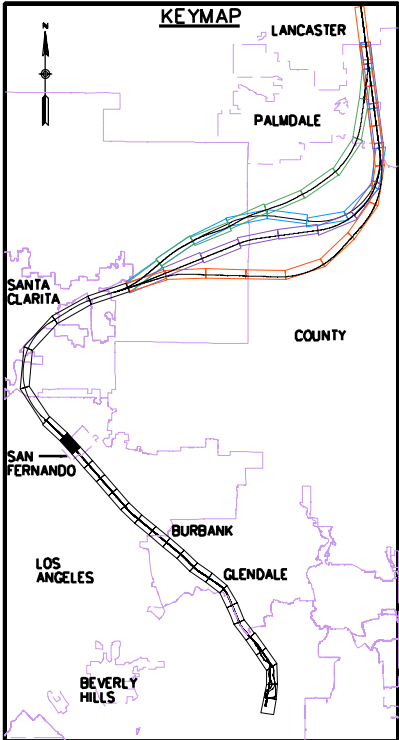 KEYMAP
LANCASTER
N
PALMDALE
SANTA
CLARITA
COUNTY
SAN
FERNANDO
BURBANK
LOS
ANGELES
GLENDALE
BEVERLY
HILLS